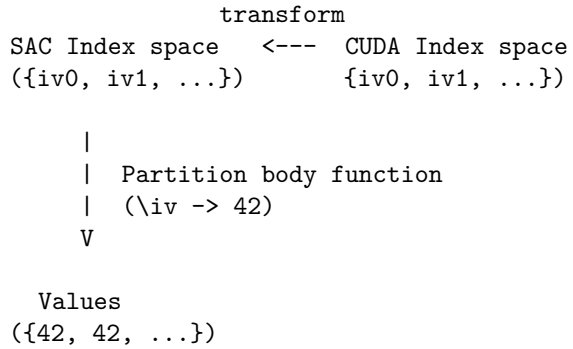 transform
SAC Index space <--- CUDA Index space
({iv0, iv1, ...}) {iv0, iv1, ...})
|
| Partition body function
| (\iv -> 42)
V
Values
({42, 42, ...})